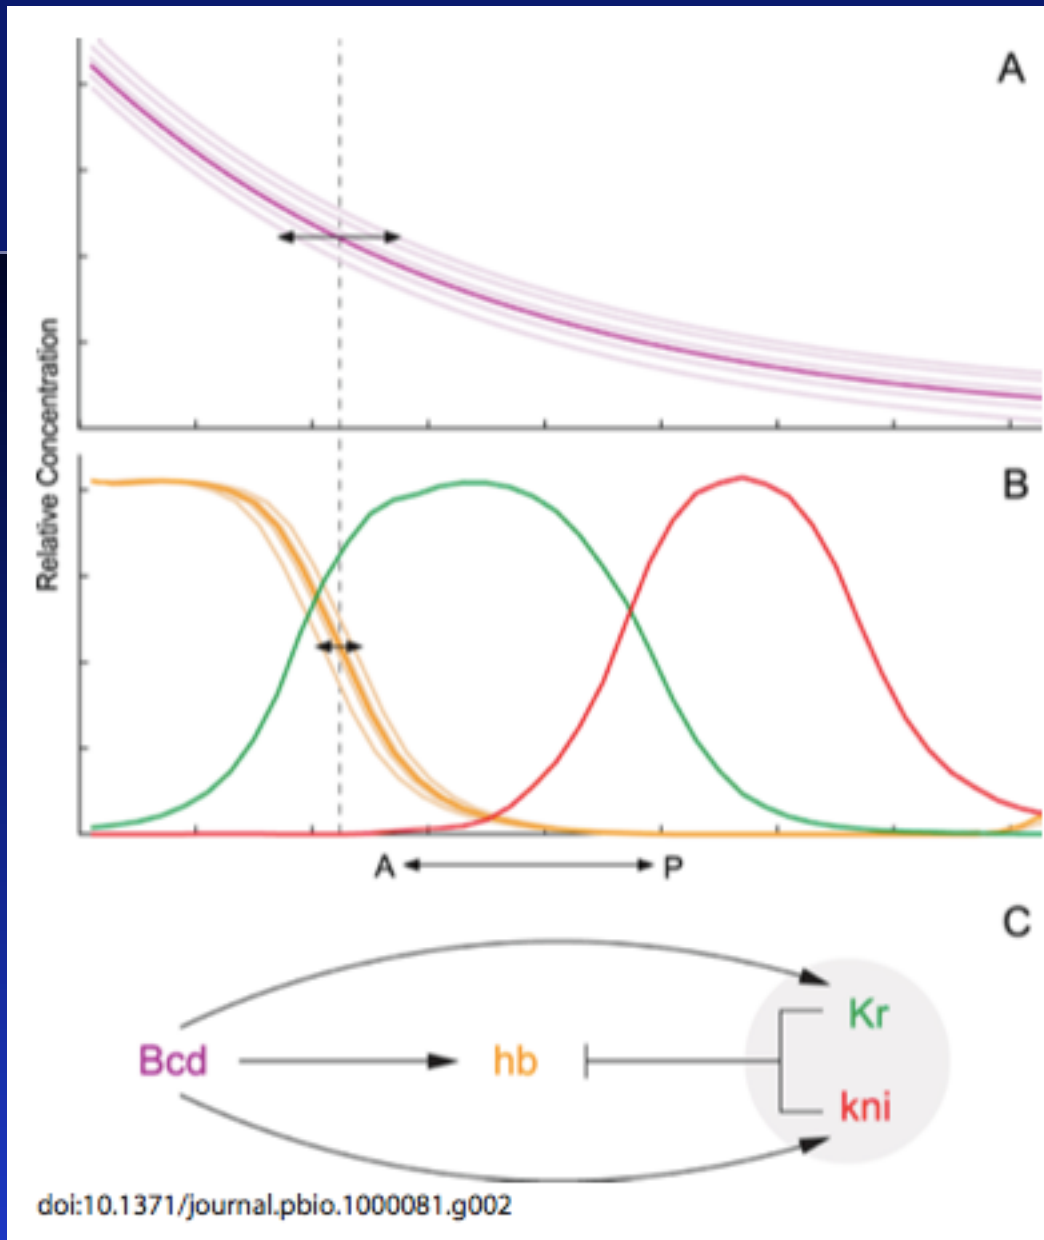 A
Relative Concentration
B
A P
C
Kr
Bcd hb
kni
doi:10.1371/journal.pbio.1000081.g002